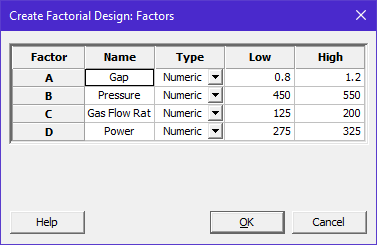 Create Factorial Design: Factors
Factor Name Type Low High
A Gap Numeric 0.8 1.2
B Pressure Numeric 450 550
C Gas Flow Rat Numeric 125 200
D Power Numeric 275 325
Help OK Cancel